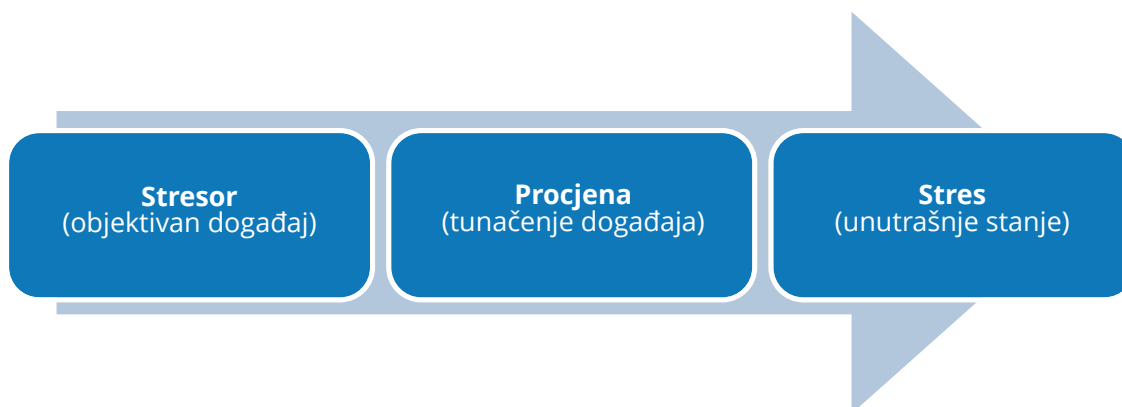 Stresor
(objektivan događaj)
Procjena
(tunačenje događaja)
Stres
(unutrašnje stanje)